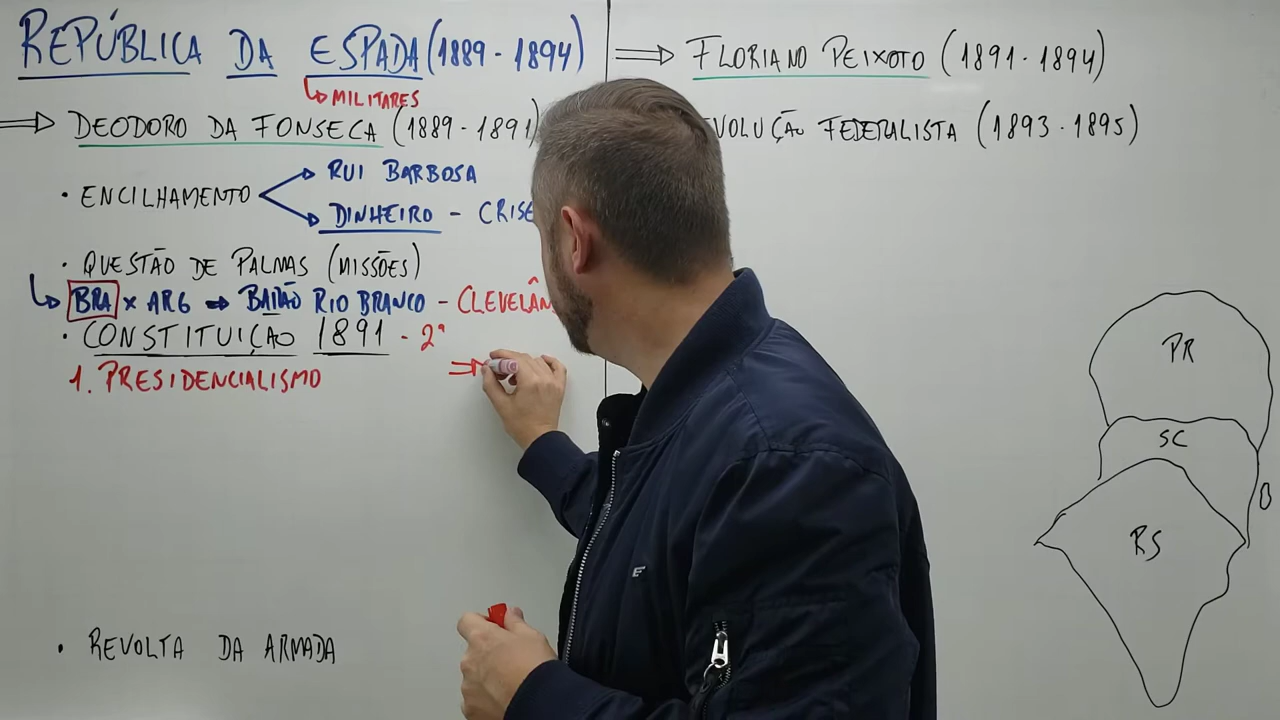 REPÚBLICA DA ESPADA (1889 - 1894)
MILITARES
DEODORO DA FONSECA (1889 - 1891)
• ENCILHAMENTO
RUI BARBOSA
DINHEIRO - CRISE
• QUESTÃO DE PALMAS (MISSÕES)
BRA x ARG → BARÃO RIO BRANCO - CLEVELÂN
• CONSTITUIÇÃO 1891 - 2ª
1. PRESIDENCIALISMO
• REVOLTA DA ARMADA
⇒ FLORIANO PEIXOTO (1891 - 1894)
EVOLUÇÃO FEDERALISTA (1893 - 1895)
PR
SC
RS